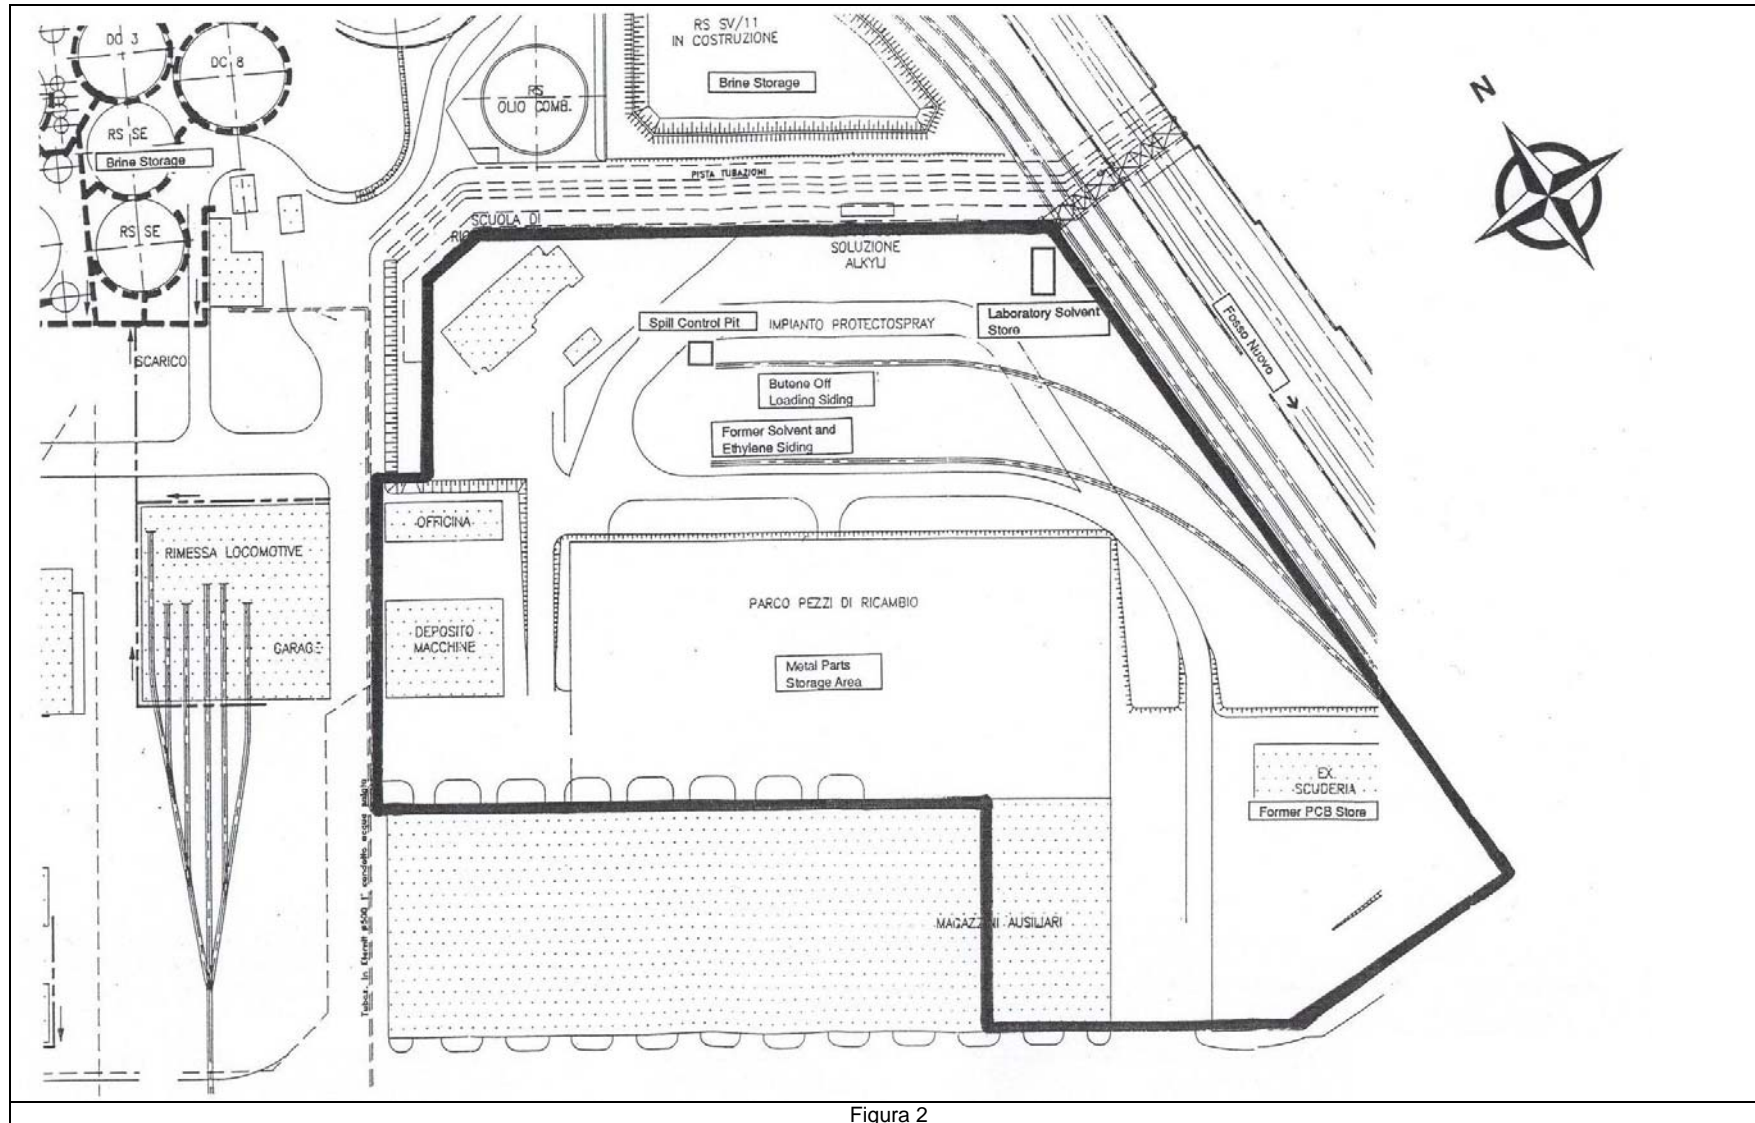 DC 3
DC 8
RS SE
Brine Storage
RS SE
SCARICO
RS
OLIO COMB.
RS SV/11
IN COSTRUZIONE
Brine Storage
N
PISTA TUBAZIONI
SCUOLA DI
SOLUZIONE
ALKYLI
Spill Control Pit
IMPIANTO PROTECTOSPRAY
Laboratory Solvent
Store
Fosso Nuovo
Butene Off
Loading Siding
Former Solvent and
Ethylene Siding
OFFICINA
RIMESSA LOCOMOTIVE
GARAGE
DEPOSITO
MACCHINE
PARCO PEZZI DI RICAMBIO
Metal Parts
Storage Area
EX
SCUDERIA
Former PCB Store
MAGAZZINI AUSILIARI
Figura 2